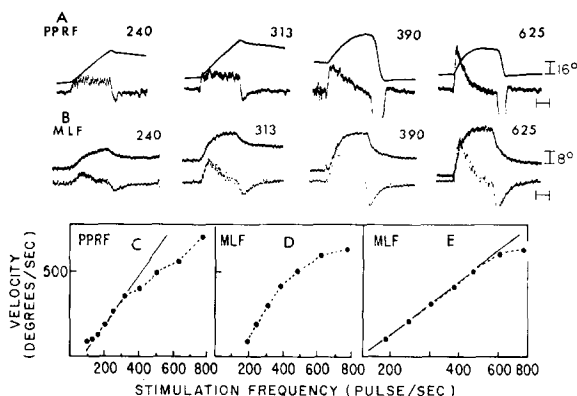 A
PPRF 240 313 390 625
16°
B
MLF 240 313 390 625
8°
VELOCITY
(DEGREES/SEC)
500
PPRF C
MLF D
MLF E
200 400 600 800 200 400 600 800 200 400 600 800
STIMULATION FREQUENCY (PULSE/SEC)